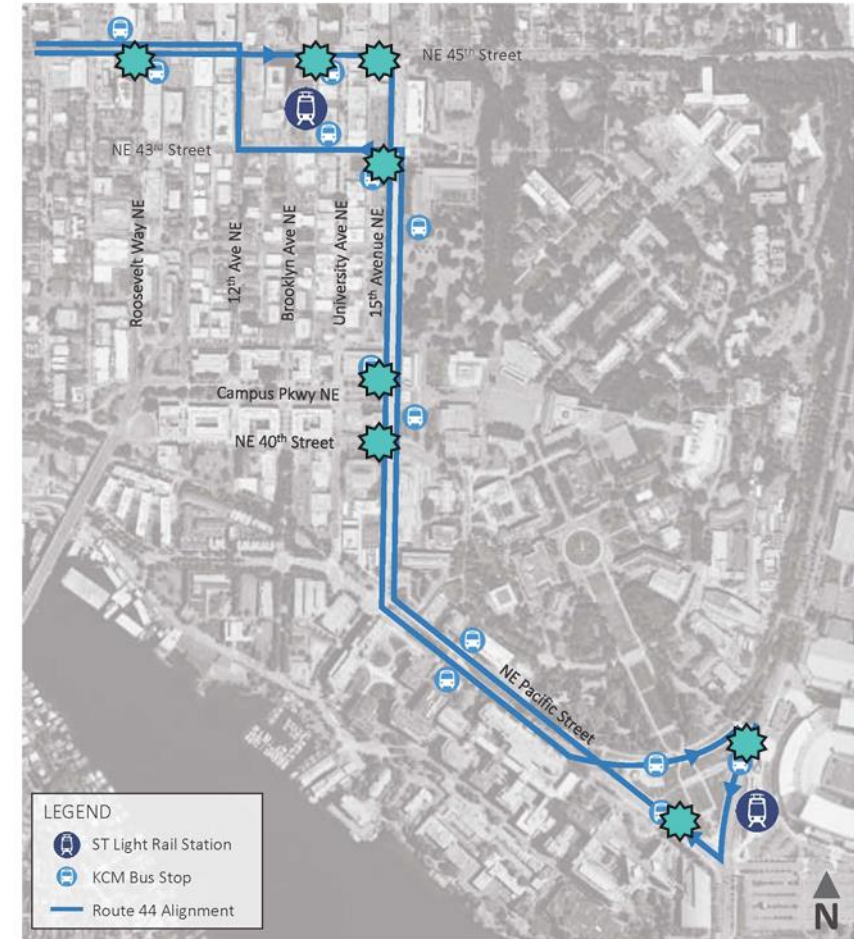 NE 45th Street
NE 43rd Street
Roosevelt Way NE
12th Ave NE
Brooklyn Ave NE
University Ave NE
15th Avenue NE
Campus Pkwy NE
NE 40th Street
NE Pacific Street
LEGEND
ST Light Rail Station
KCM Bus Stop
Route 44 Alignment
N